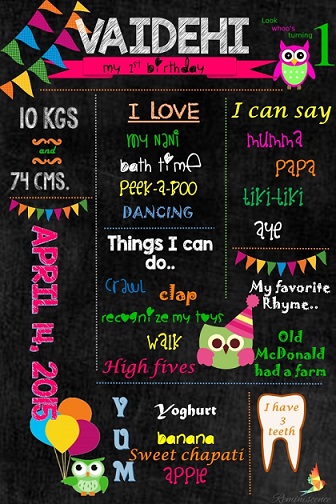 VAIDEHI
my 1st birthday
Look
whoo's
turning
1
10 KGS
and
74 CMS.
APRIL 14, 2015
I LOVE
my nani
bath time
PEEK-A-BOO
DANCING
I can say
mumma
PAPA
tiki-tiki
aye
Things I can
do..
Crawl
clap
recognize my toys
walk
High fives
My favorite
Rhyme..
Old
McDonald
had a farm
YUM
Yoghurt
banana
Sweet chapati
apple
I have
3
teeth
Reminiscence